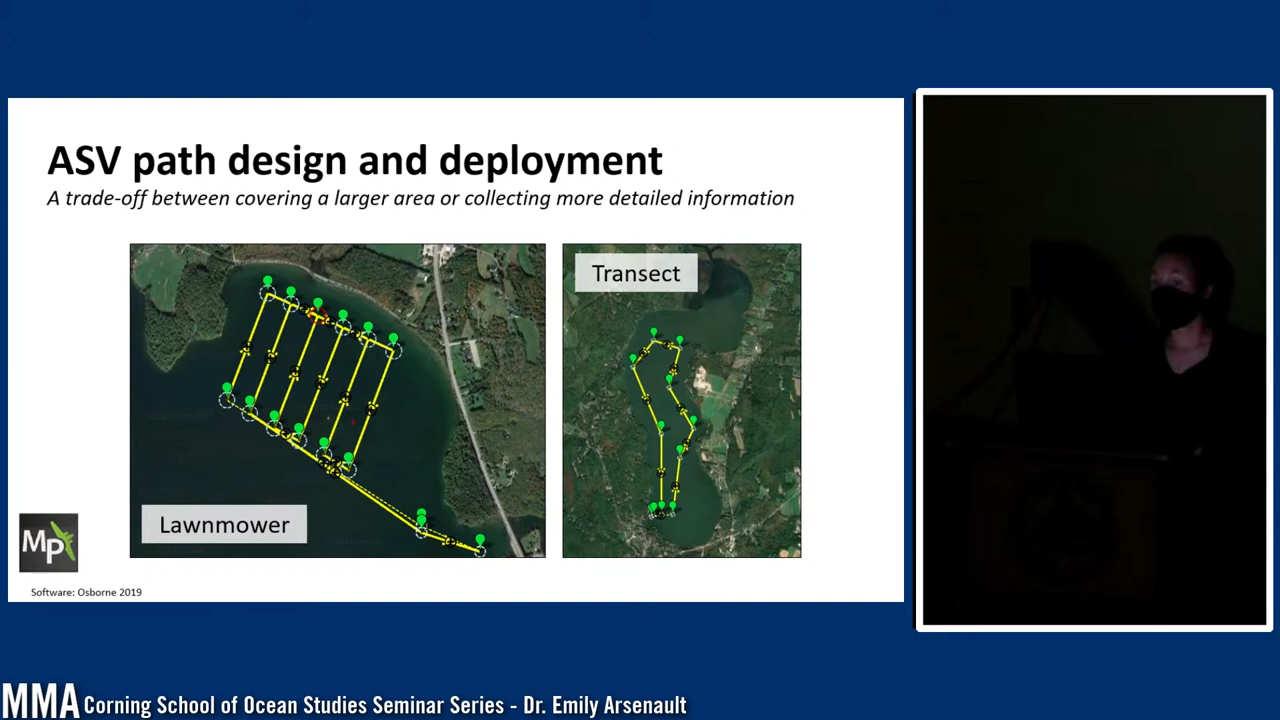 ASV path design and deployment
A trade-off between covering a larger area or collecting more detailed information
Transect
Lawnmower
Mp
Software: Osborne 2019
MMA Corning School of Ocean Studies Seminar Series - Dr. Emily Arsenault